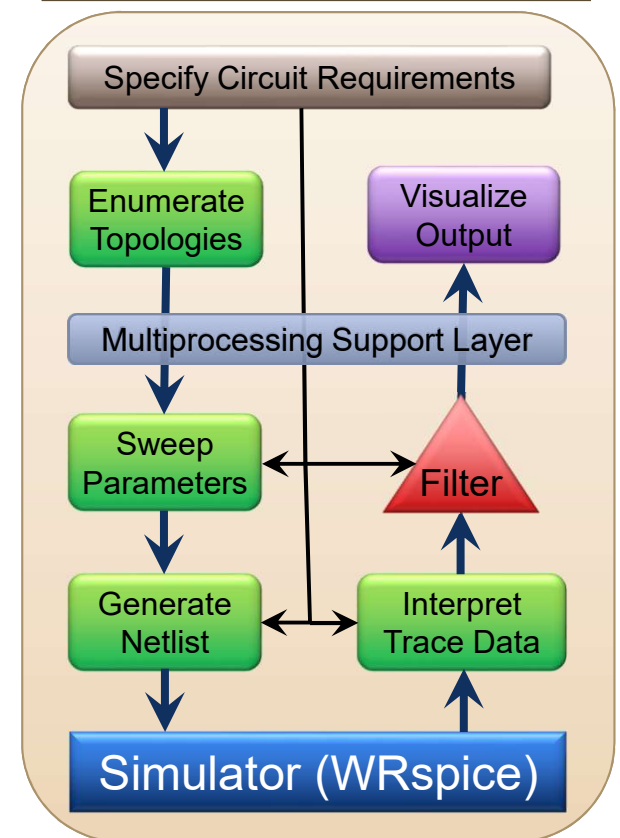 Specify Circuit Requirements
Enumerate
Topologies
Visualize
Output
Multiprocessing Support Layer
Sweep
Parameters
Filter
Generate
Netlist
Interpret
Trace Data
Simulator (WRspice)